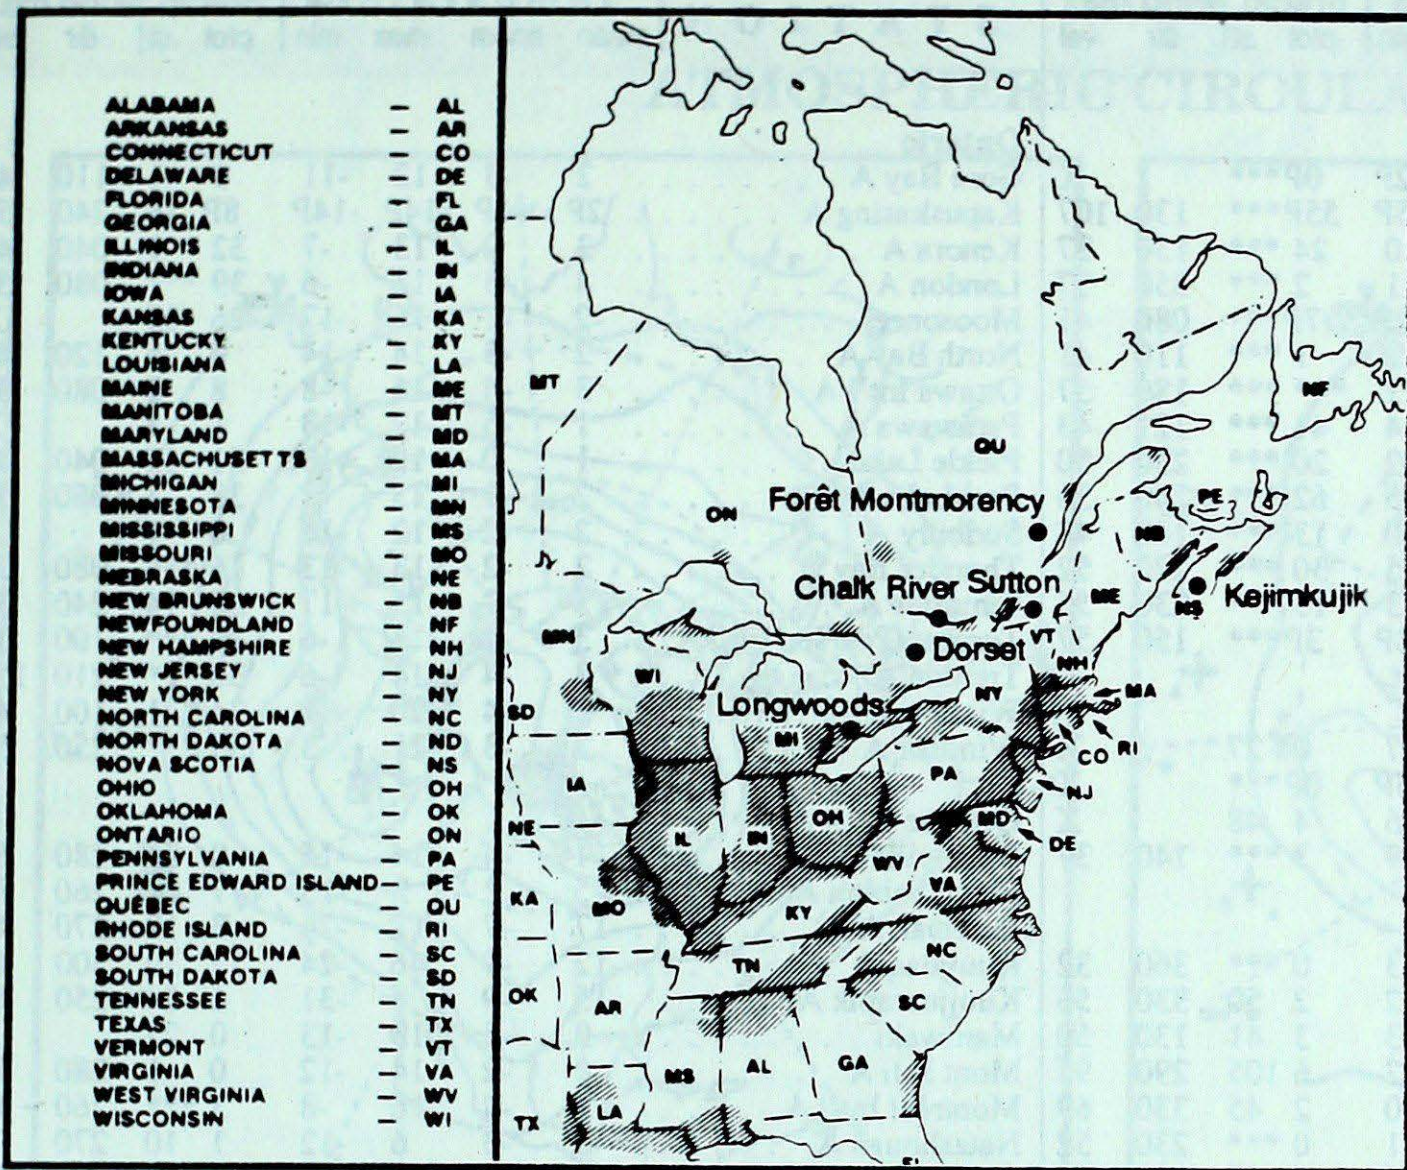 ALABAMA – AL
ARKANSAS – AR
CONNECTICUT – CO
DELAWARE – DE
FLORIDA – FL
GEORGIA – GA
ILLINOIS – IL
INDIANA – IN
IOWA – IA
KANSAS – KA
KENTUCKY – KY
LOUISIANA – LA
MAINE – ME
MANITOBA – MT
MARYLAND – MD
MASSACHUSETTS – MA
MICHIGAN – MI
MINNESOTA – MN
MISSISSIPPI – MS
MISSOURI – MO
NEBRASKA – NE
NEW BRUNSWICK – NB
NEWFOUNDLAND – NF
NEW HAMPSHIRE – NH
NEW JERSEY – NJ
NEW YORK – NY
NORTH CAROLINA – NC
NORTH DAKOTA – ND
NOVA SCOTIA – NS
OHIO – OH
OKLAHOMA – OK
ONTARIO – ON
PENNSYLVANIA – PA
PRINCE EDWARD ISLAND – PE
QUÉBEC – QU
RHODE ISLAND – RI
SOUTH CAROLINA – SC
SOUTH DAKOTA – SD
TENNESSEE – TN
TEXAS – TX
VERMONT – VT
VIRGINIA – VA
WEST VIRGINIA – WV
WISCONSIN – WI
MT
NF
QU
Forêt Montmorency
PE
ON
NB
Chalk River
Sutton
ME
NS
Kejimkujik
MN
VT
Dorset
NH
WI
NY
MA
SD
Longwoods
MI
CO
RI
IA
PA
NJ
NE
IL
IN
OH
MD
DE
WV
VA
KA
MO
KY
NC
TN
OK
AR
SC
MS
AL
GA
LA
TX